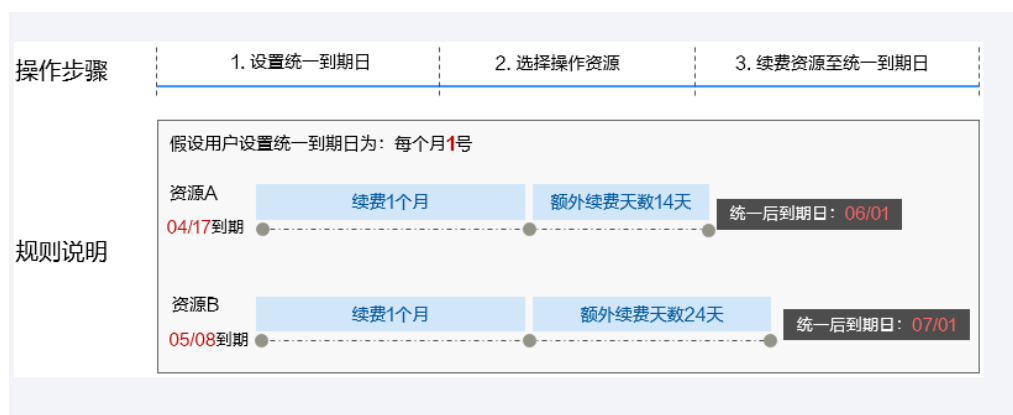 操作步骤
1. 设置统一到期日
2. 选择操作资源
3. 续费资源至统一到期日
规则说明
假设用户设置统一到期日为：每个月1号
资源A
04/17到期
续费1个月
额外续费天数14天
统一后到期日：06/01
资源B
05/08到期
续费1个月
额外续费天数24天
统一后到期日：07/01